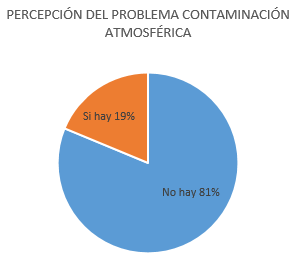 PERCEPCIÓN DEL PROBLEMA CONTAMINACIÓN
ATMOSFÉRICA
Si hay 19%
No hay 81%